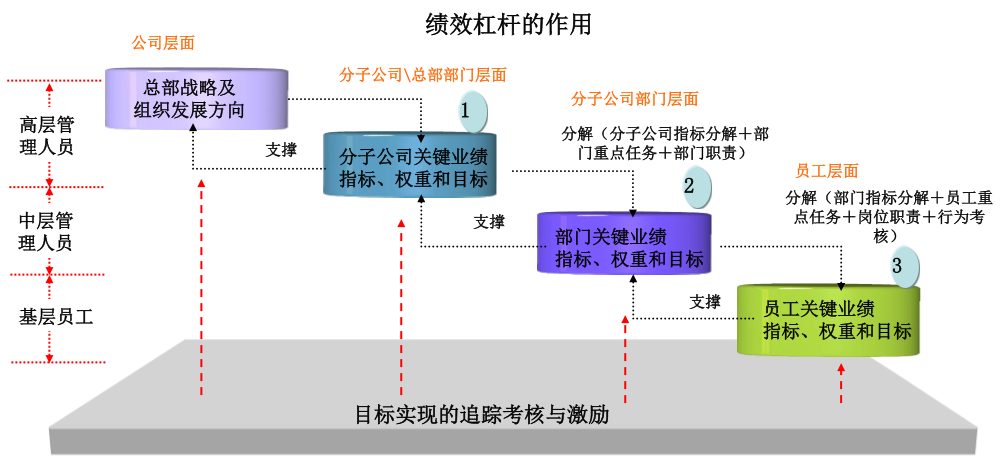 绩效杠杆的作用
公司层面
总部战略及
组织发展方向
分子公司\总部部门层面
1
分子公司关键业绩
指标、权重和目标
支撑
分子公司部门层面
分解（分子公司指标分解＋部
门重点任务＋部门职责）
2
部门关键业绩
指标、权重和目标
支撑
员工层面
分解（部门指标分解＋员工重
点任务＋岗位职责＋行为考
核）
3
员工关键业绩
指标、权重和目标
支撑
高层管
理人员
中层管
理人员
基层员工
目标实现的追踪考核与激励